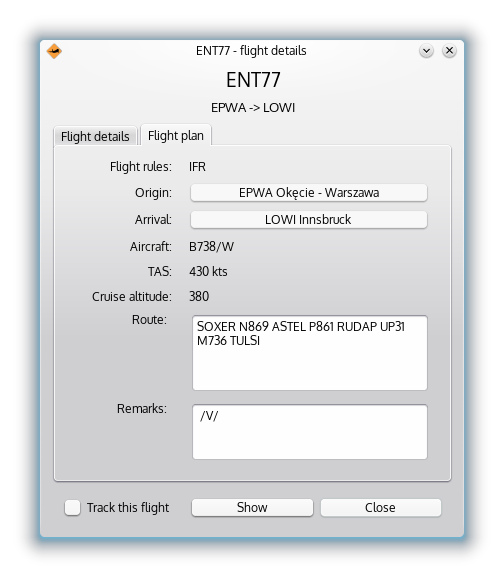 ENT77 - flight details
ENT77
EPWA -> LOWI
Flight details
Flight plan
Flight rules: IFR
Origin: EPWA Okęcie - Warszawa
Arrival: LOWI Innsbruck
Aircraft: B738/W
TAS: 430 kts
Cruise altitude: 380
Route: SOXER N869 ASTEL P861 RUDAP UP31
M736 TULSI
Remarks: /V/
Track this flight Show Close